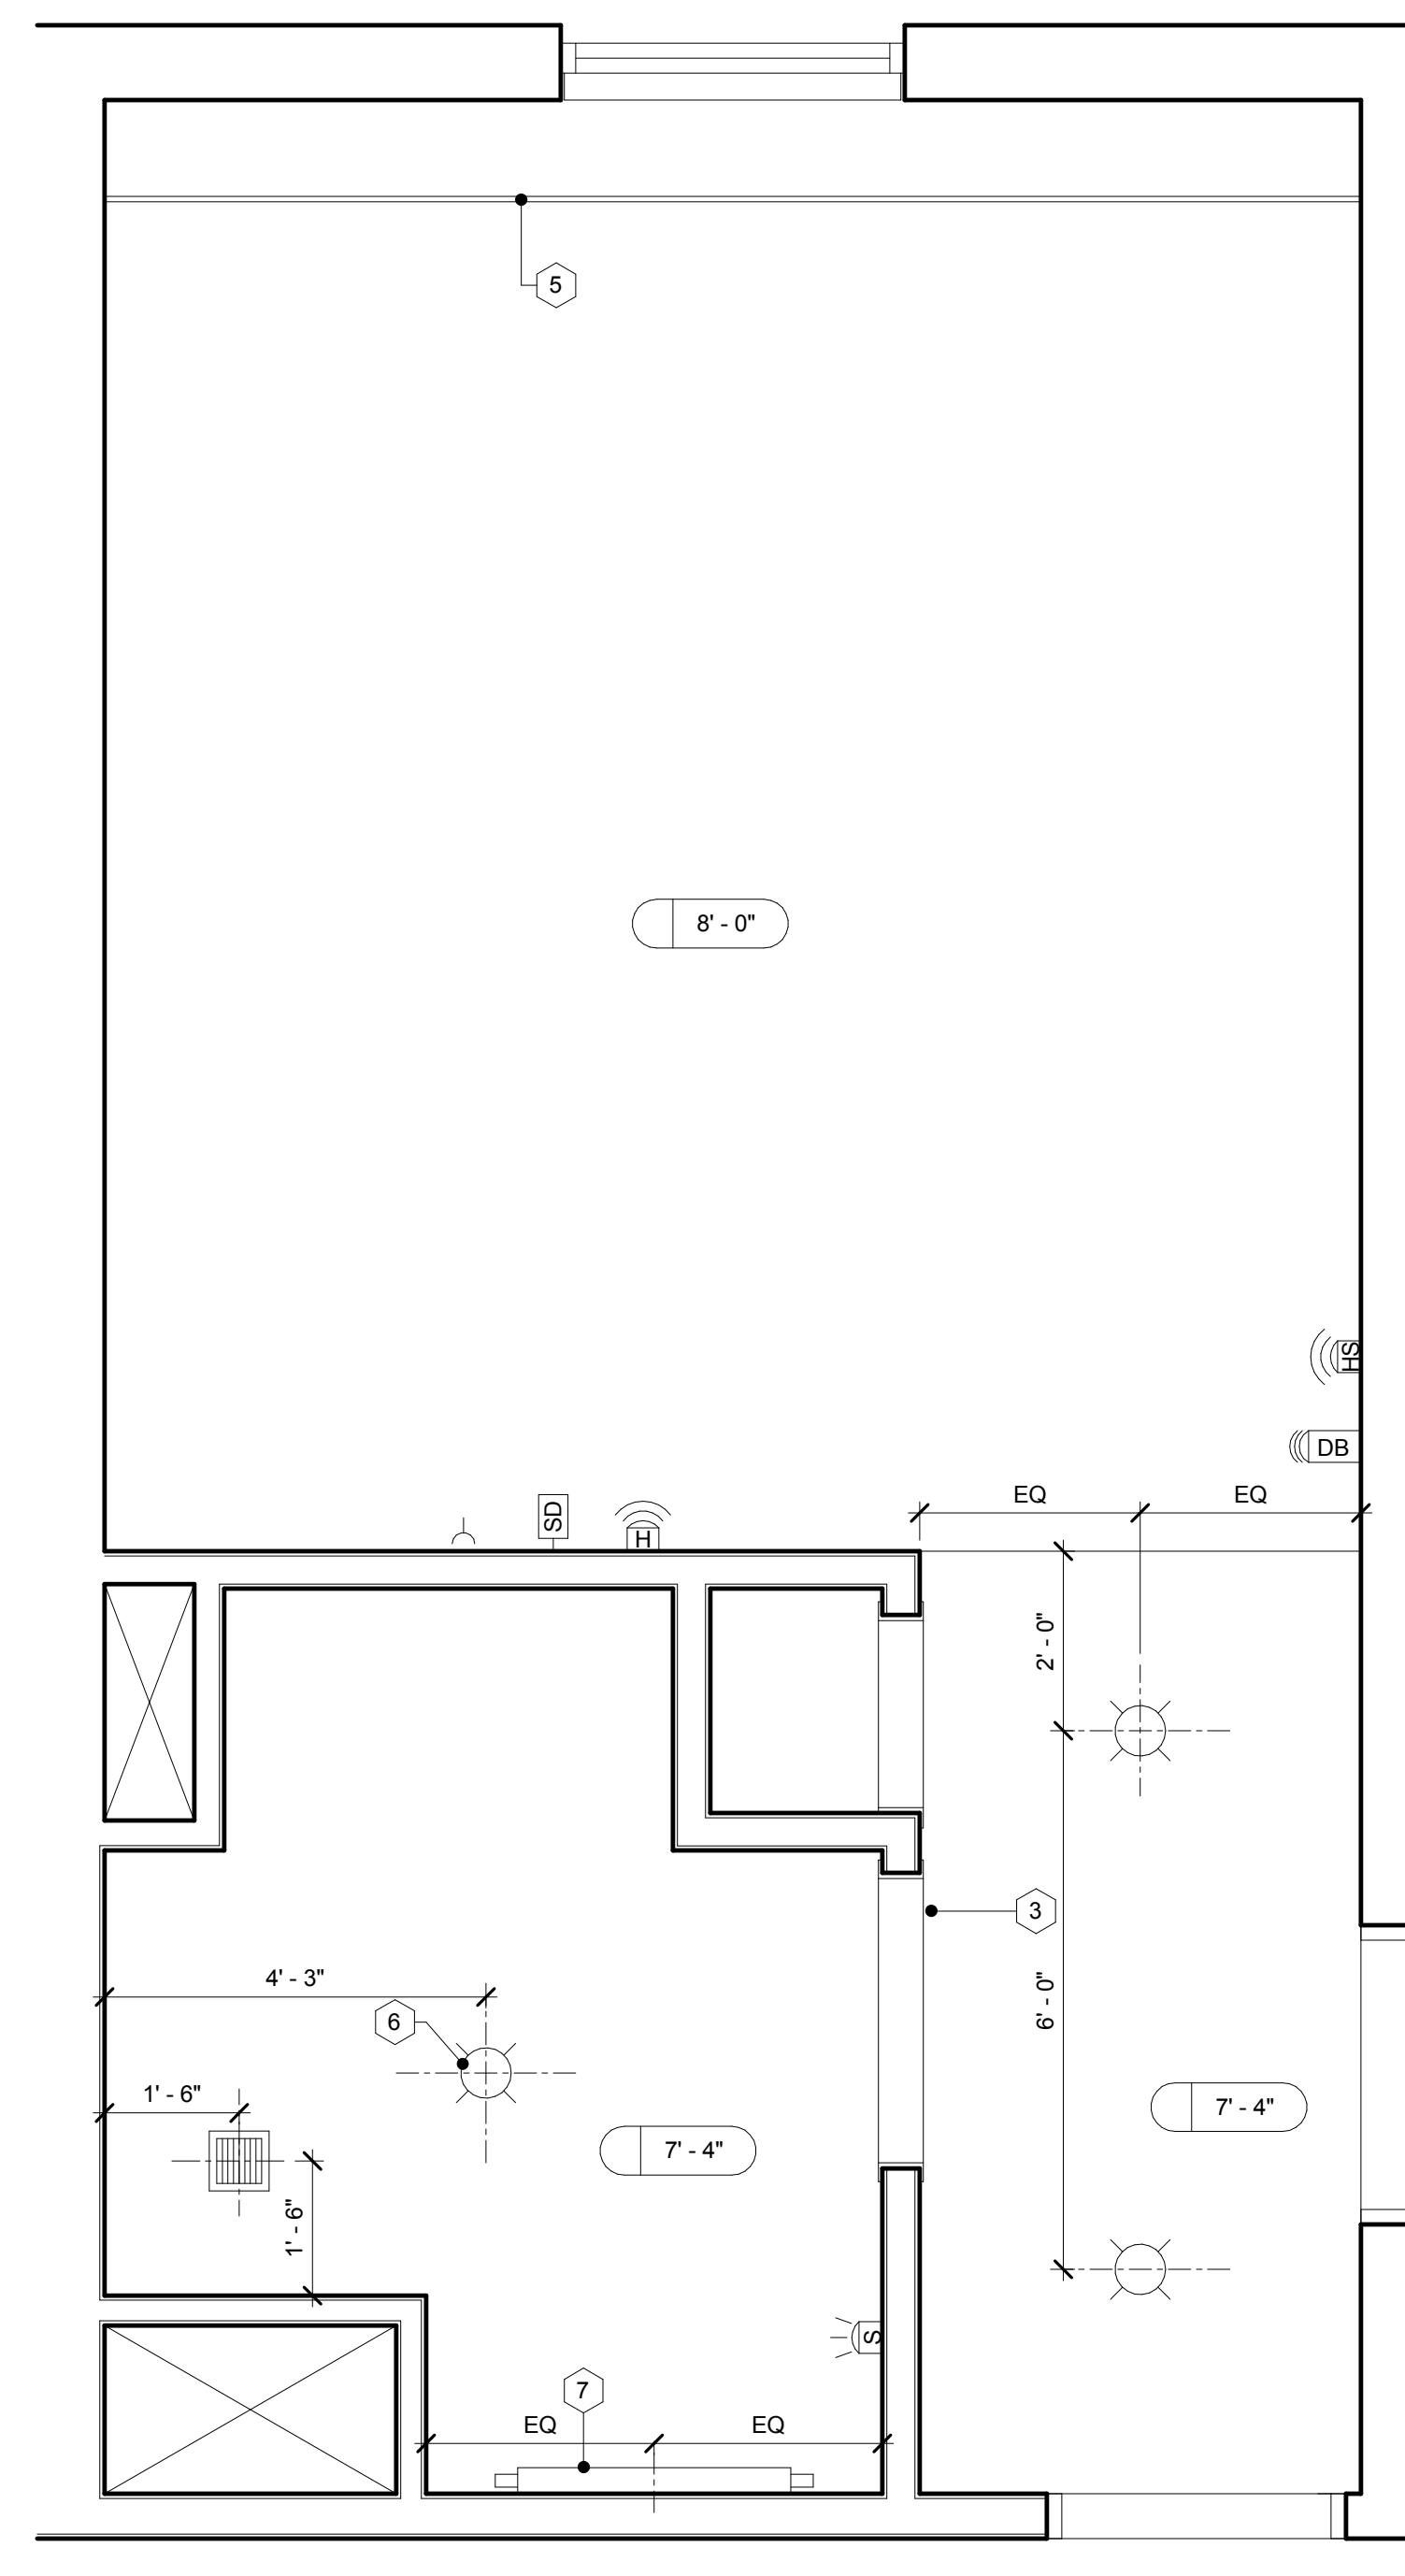 5
8' - 0"
HS
DB
EQ
EQ
SD
H
2' - 0"
3
4' - 3"
6
6' - 0"
1' - 6"
7' - 4"
7' - 4"
1' - 6"
S
7
EQ
EQ